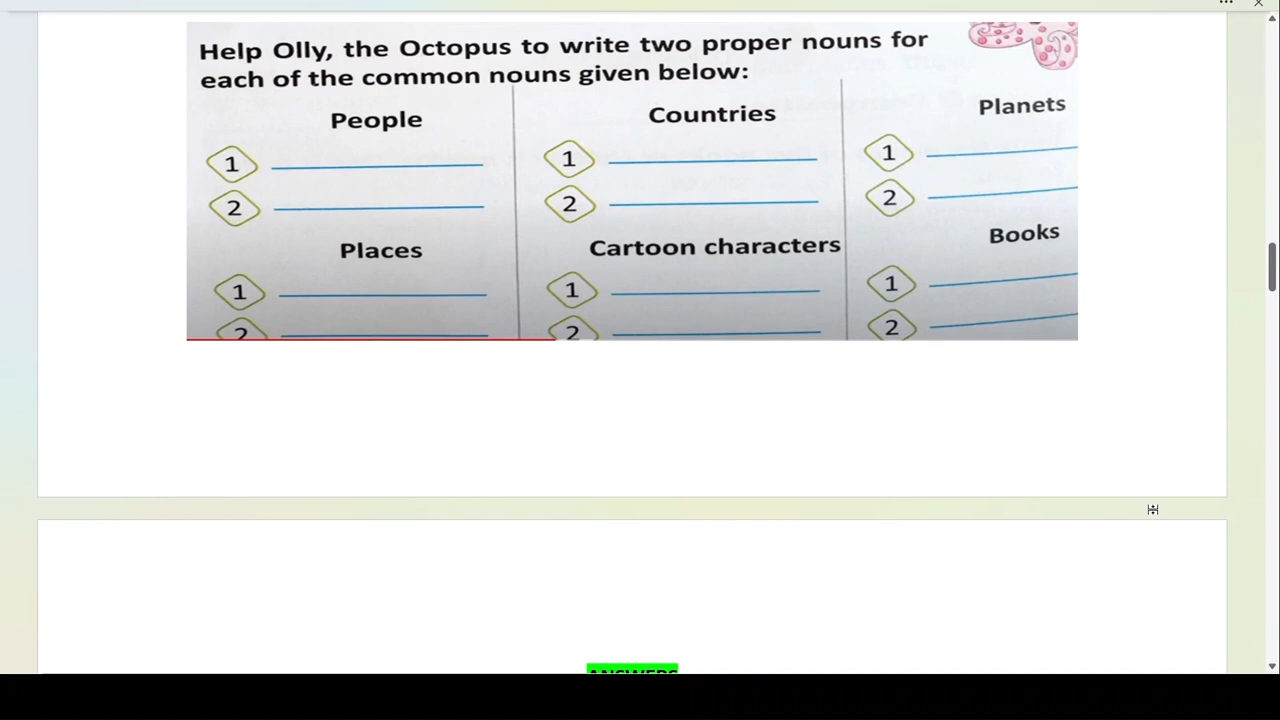 Help Olly, the Octopus to write two proper nouns for
each of the common nouns given below:
People Countries Planets
1 1 1
2 2 2
Places Cartoon characters Books
1 1 1
2 2 2
ANSWERS